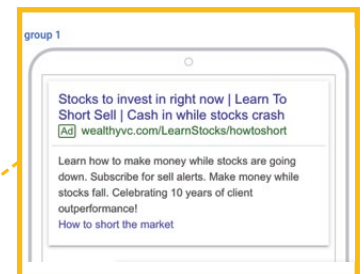 group 1
Stocks to invest in right now | Learn To
Short Sell | Cash in while stocks crash
Ad wealthyvc.com/LearnStocks/howtoshort
Learn how to make money while stocks are going
down. Subscribe for sell alerts. Make money while
stocks fall. Celebrating 10 years of client
outperformance!
How to short the market